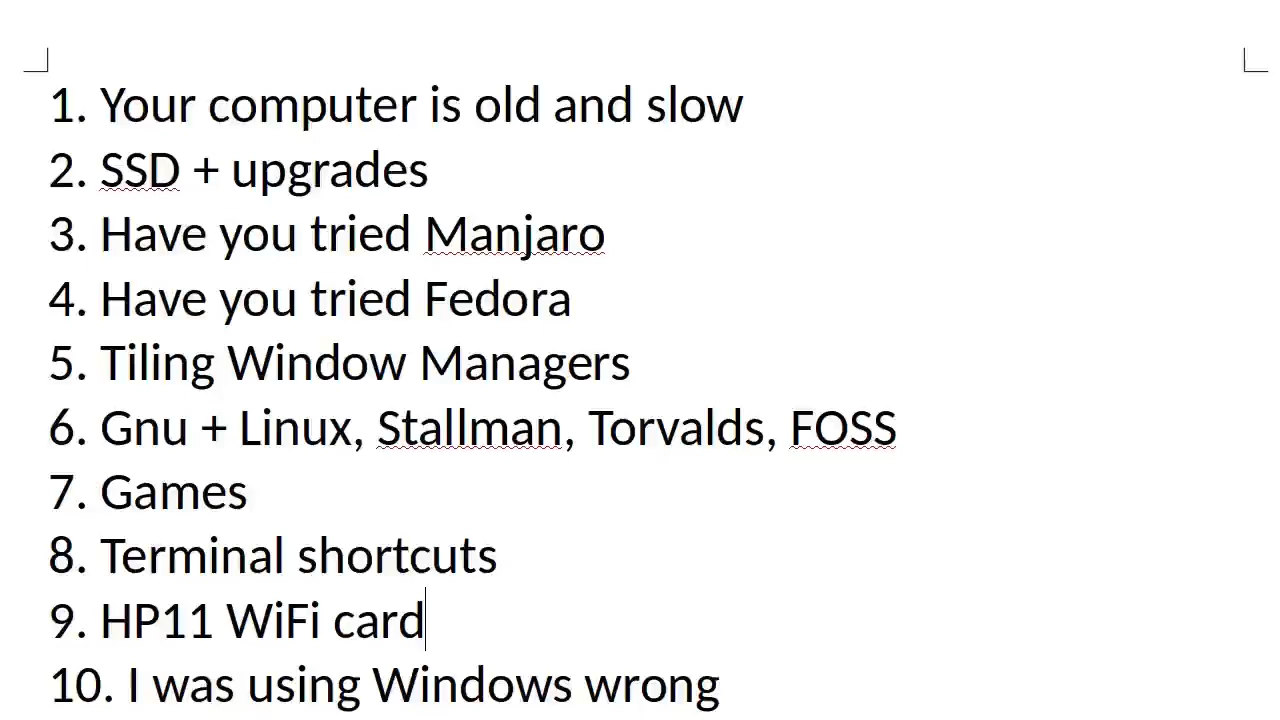 1. Your computer is old and slow
2. SSD + upgrades
3. Have you tried Manjaro
4. Have you tried Fedora
5. Tiling Window Managers
6. Gnu + Linux, Stallman, Torvalds, FOSS
7. Games
8. Terminal shortcuts
9. HP11 WiFi card
10. I was using Windows wrong